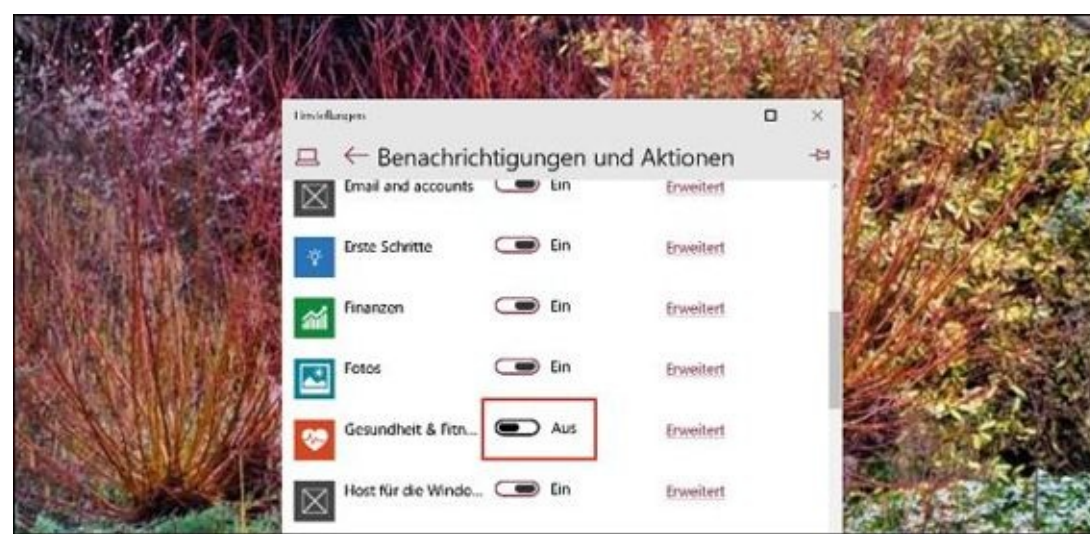 Einstellungen
Benachrichtigungen und Aktionen
Email and accounts Ein Erweitert
Erste Schritte Ein Erweitert
Finanzen Ein Erweitert
Fotos Ein Erweitert
Gesundheit & Fitn... Aus Erweitert
Host für die Windo... Ein Erweitert